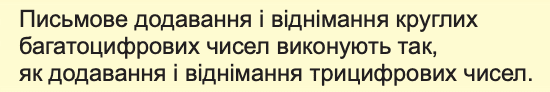 Письмове додавання і віднімання круглих
багатоцифрових чисел виконують так,
як додавання і віднімання трицифрових чисел.